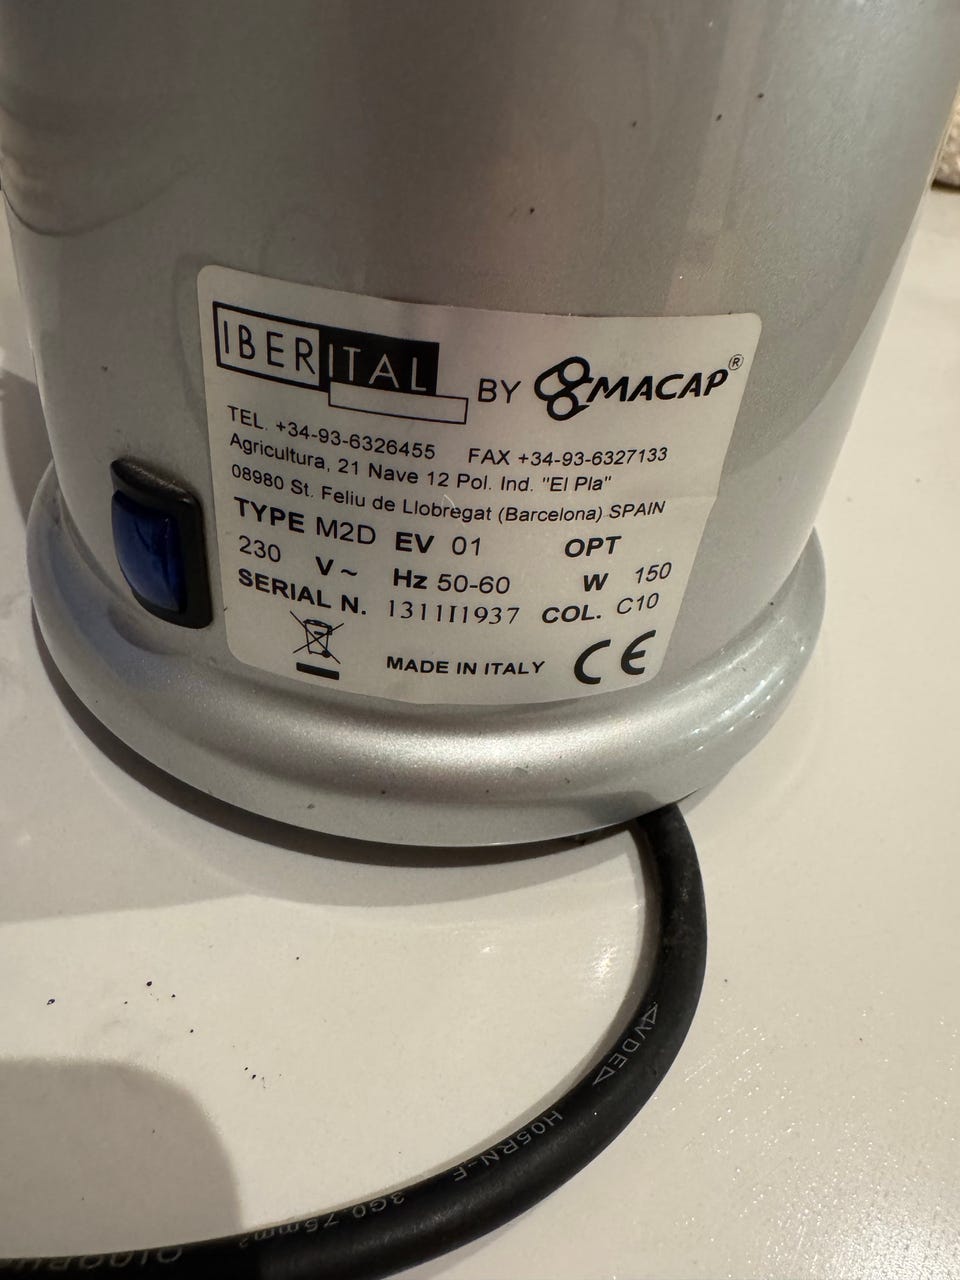 IBERITAL BY MACAP®
TEL. +34-93-6326455 FAX +34-93-6327133
Agricultura, 21 Nave 12 Pol. Ind. "El Pla"
08980 St. Feliu de Llobregat (Barcelona) SPAIN
TYPE M2D EV 01 OPT
230 V~ Hz 50-60 W 150
SERIAL N. 1311I1937 COL. C10
MADE IN ITALY CE
◁VDE▷ H05RN-F 3G0,75mm²